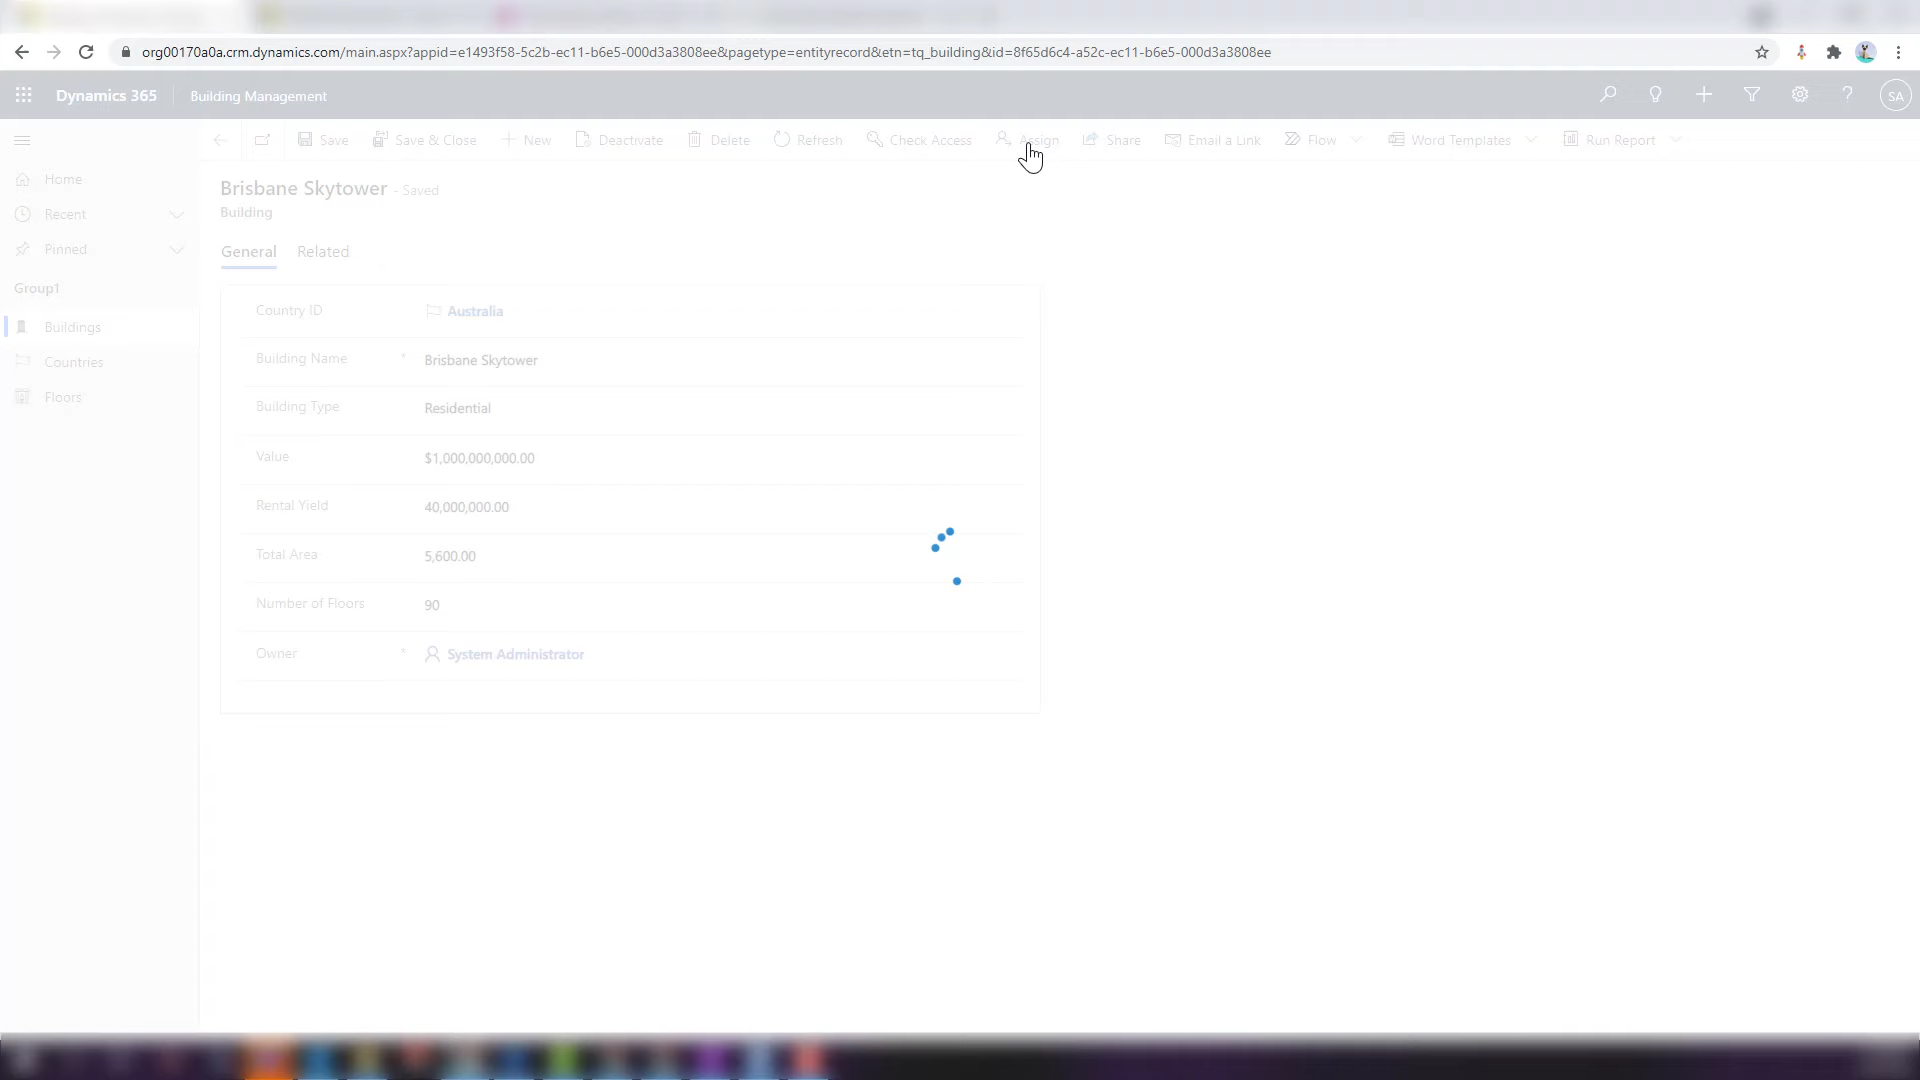 org00170a0a.crm.dynamics.com/main.aspx?appid=e1493f58-5c2b-ec11-b6e5-000d3a3808ee&pagetype=entityrecord&etn=tq_building&id=8f65d6c4-a52c-ec11-b6e5-000d3a3808ee
Dynamics 365 Building Management SA
Save Save & Close New Deactivate Delete Refresh Check Access Assign Share Email a Link Flow Word Templates Run Report
Home
Recent
Pinned
Group1
Buildings
Countries
Floors
Brisbane Skytower - Saved
Building
General Related
Country ID Australia
Building Name * Brisbane Skytower
Building Type Residential
Value $1,000,000,000.00
Rental Yield 40,000,000.00
Total Area 5,600.00
Number of Floors 90
Owner * System Administrator